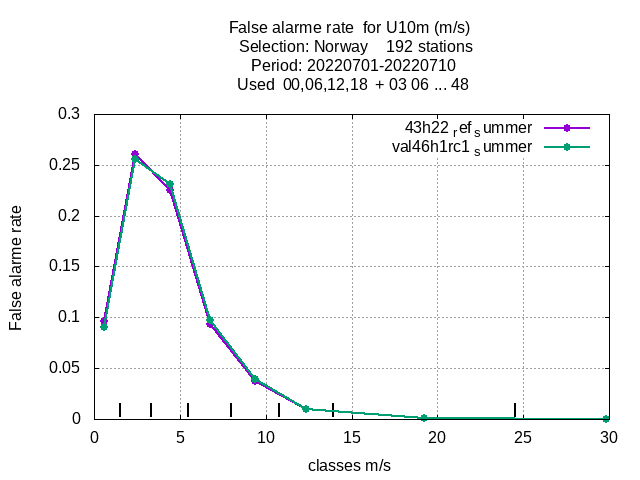 False alarme rate  for U10m (m/s)
Selection: Norway    192 stations
Period: 20220701-20220710
Used  00,06,12,18  + 03 06 ... 48
43h22_ref_summer
val46h1rc1_summer
False alarme rate
0.3
0.25
0.2
0.15
0.1
0.05
0
0 5 10 15 20 25 30
classes m/s